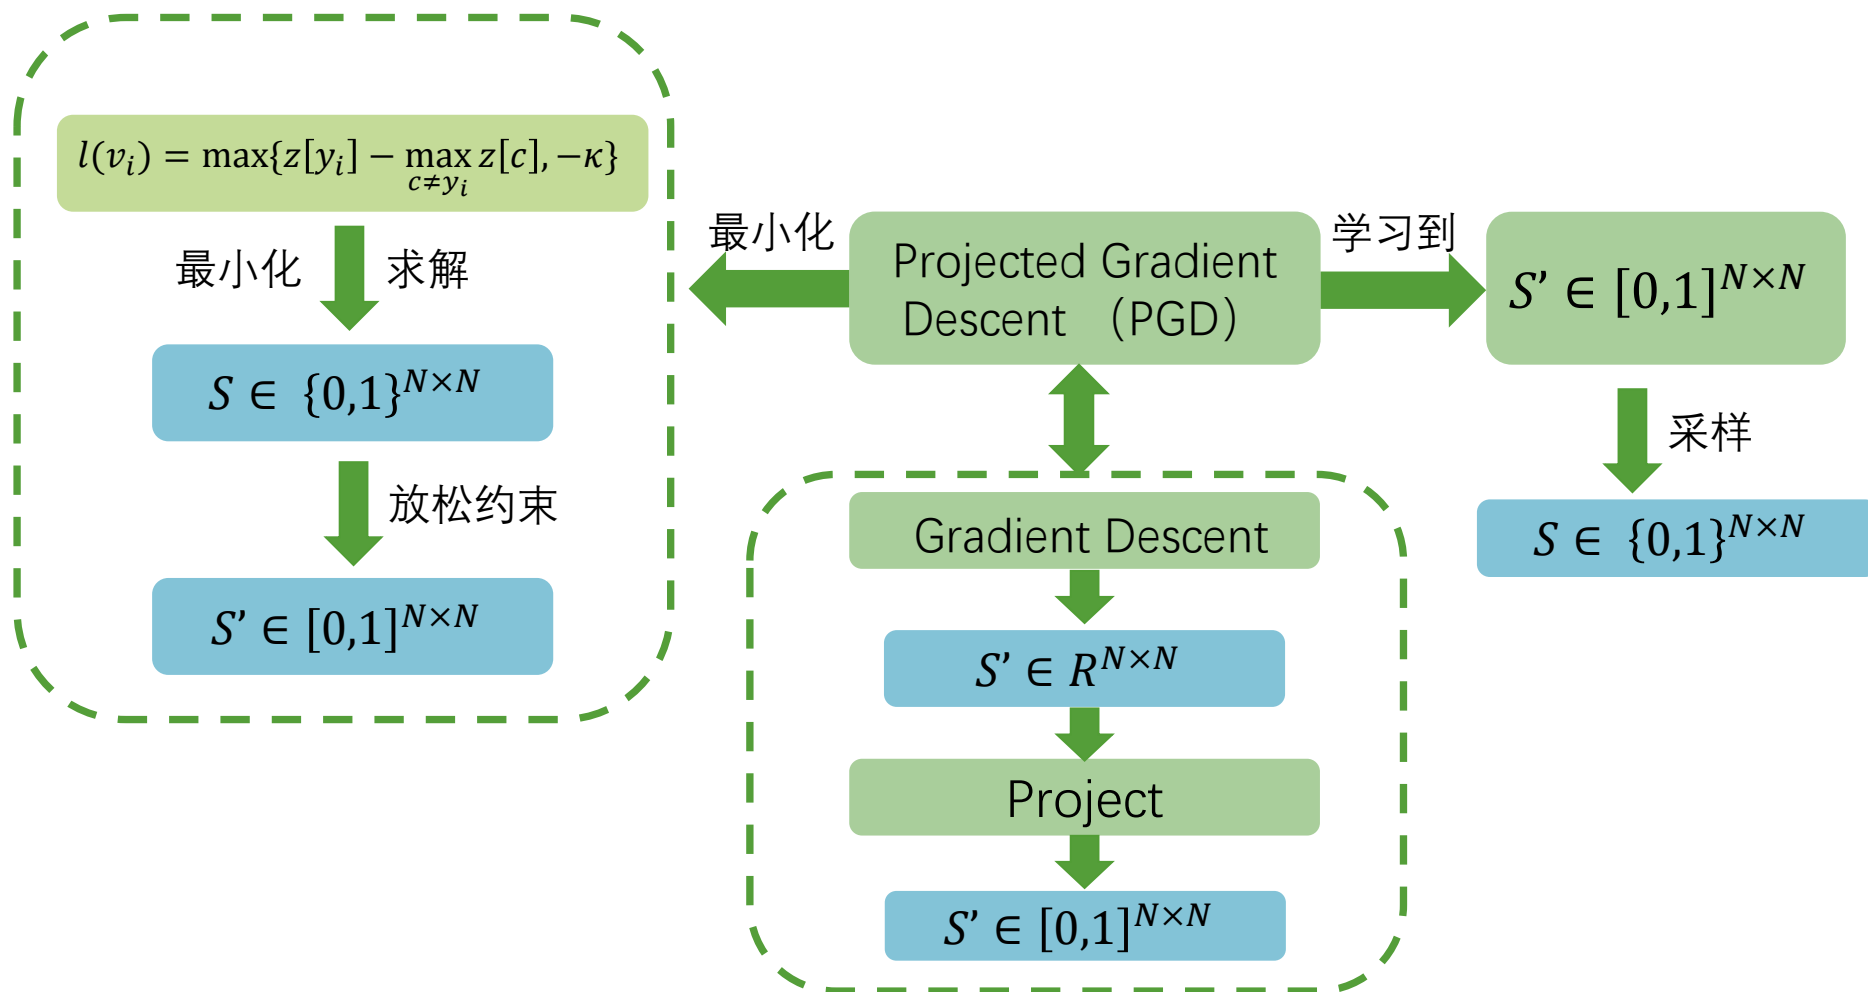 l(v_i) = max{z[y_i] − max_{c≠y_i} z[c], −κ}
最小化
求解
S ∈ {0,1}^{N×N}
放松约束
S' ∈ [0,1]^{N×N}
最小化
Projected Gradient
Descent （PGD）
学习到
S' ∈ [0,1]^{N×N}
采样
S ∈ {0,1}^{N×N}
Gradient Descent
S' ∈ R^{N×N}
Project
S' ∈ [0,1]^{N×N}